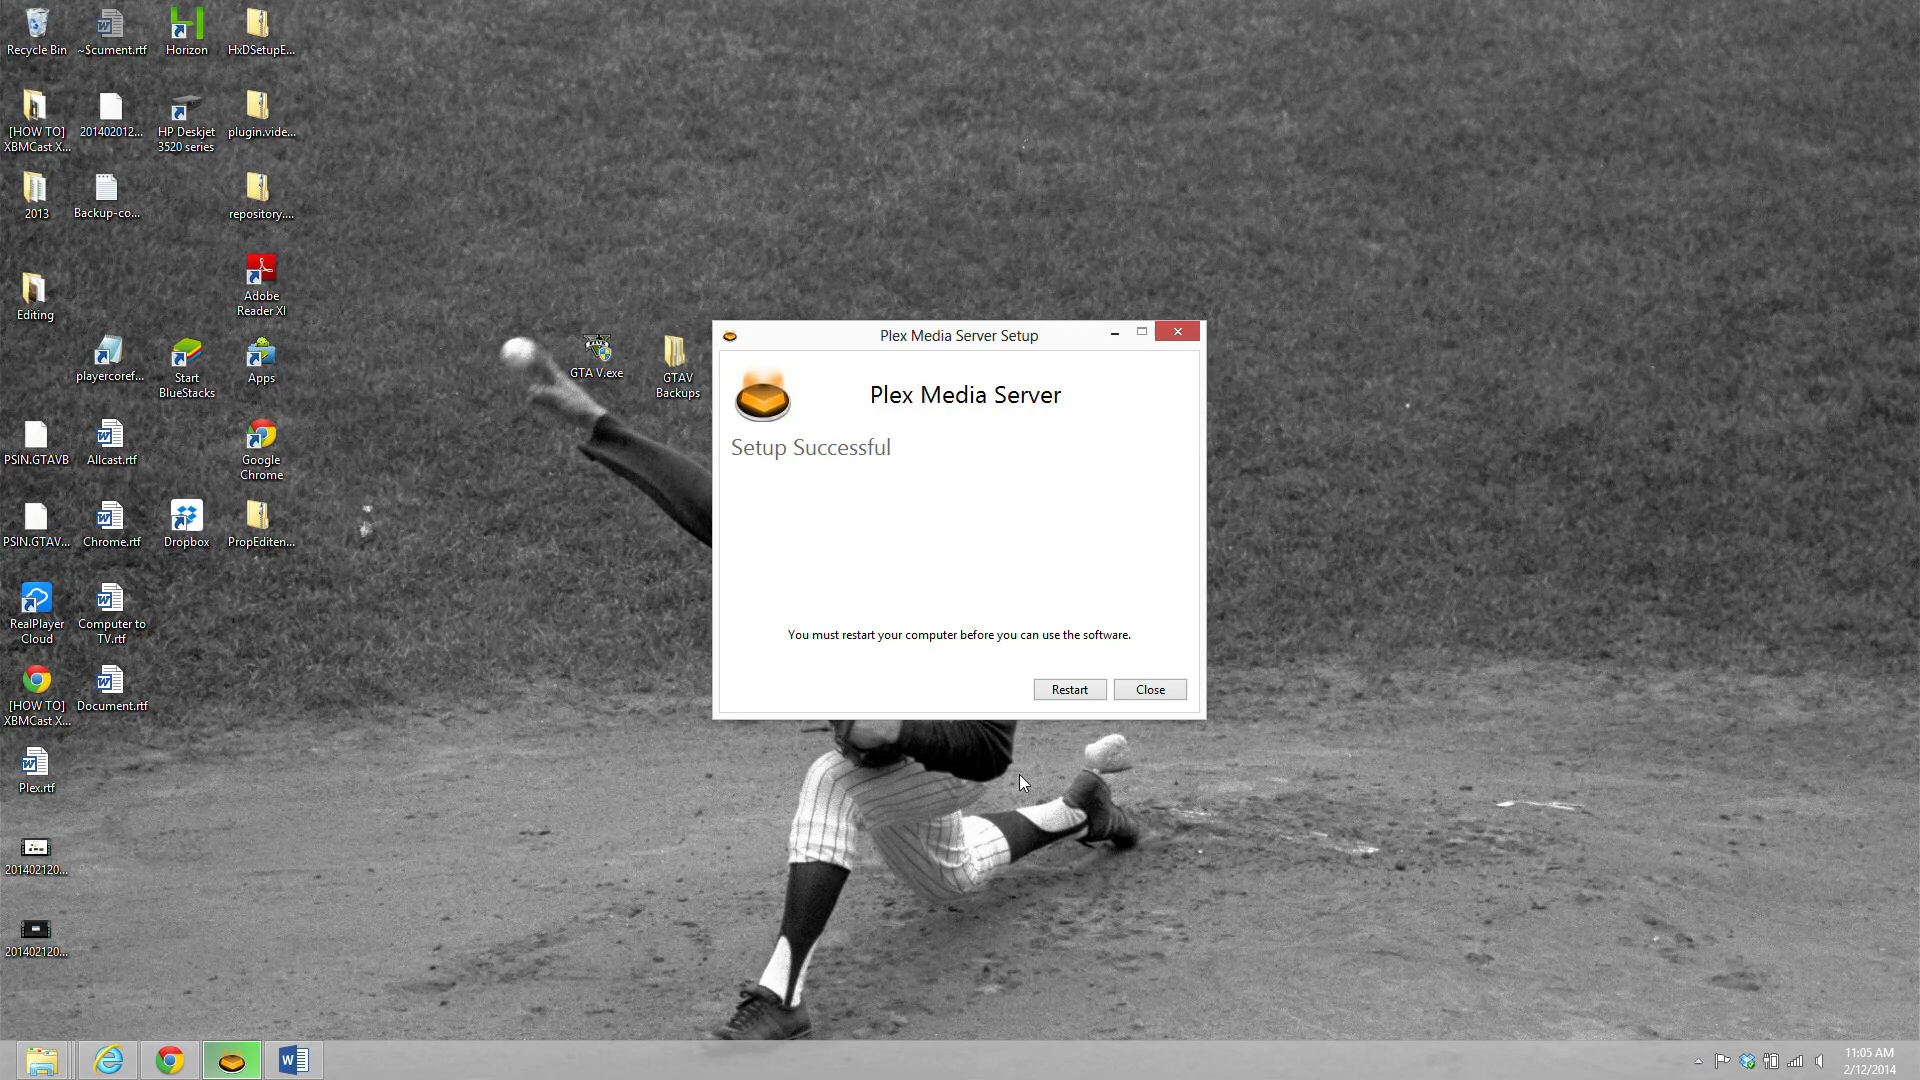 Recycle Bin
~$cument.rtf
Horizon
HxDSetupE...
[HOW TO]
XBMCast X...
201402012...
HP Deskjet
3520 series
plugin.vide...
2013
Backup-co...
repository....
Editing
Adobe
Reader XI
playercoref...
Start
BlueStacks
Apps
GTA V.exe
GTAV
Backups
PSIN.GTAVB
Allcast.rtf
Google
Chrome
PSIN.GTAV...
Chrome.rtf
Dropbox
PropEditen...
RealPlayer
Cloud
Computer to
TV.rtf
[HOW TO]
XBMCast X...
Document.rtf
Plex.rtf
201402120...
201402120...
Plex Media Server Setup
Plex Media Server
Setup Successful
You must restart your computer before you can use the software.
Restart
Close
11:05 AM
2/12/2014